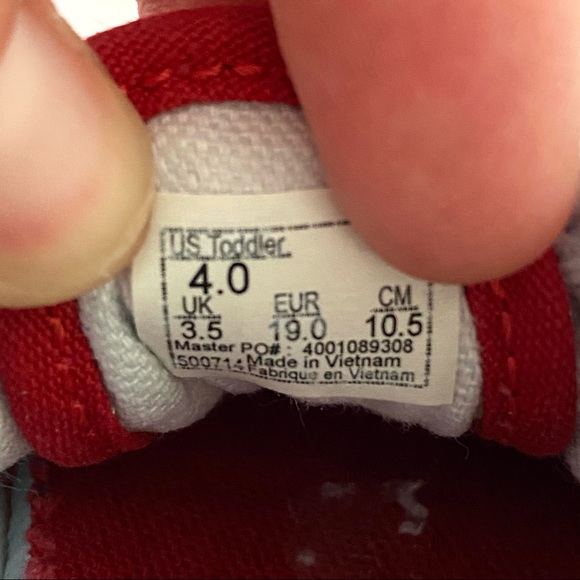 US Toddler
4.0
UK EUR CM
3.5 19.0 10.5
Master PO# : 4001089308
500714 Made in Vietnam
Fabrique en Vietnam